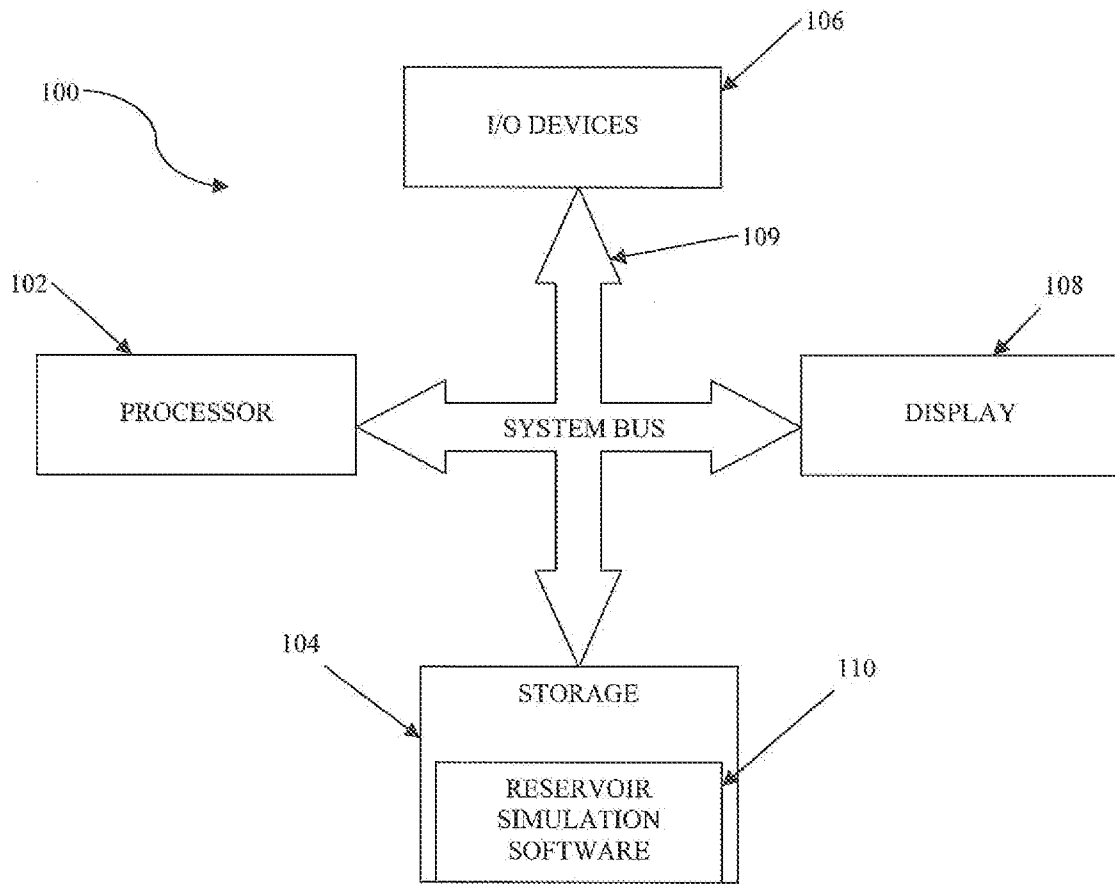 106
100
I/O DEVICES
109
102
108
PROCESSOR
SYSTEM BUS
DISPLAY
104
110
STORAGE
RESERVOIR
SIMULATION
SOFTWARE